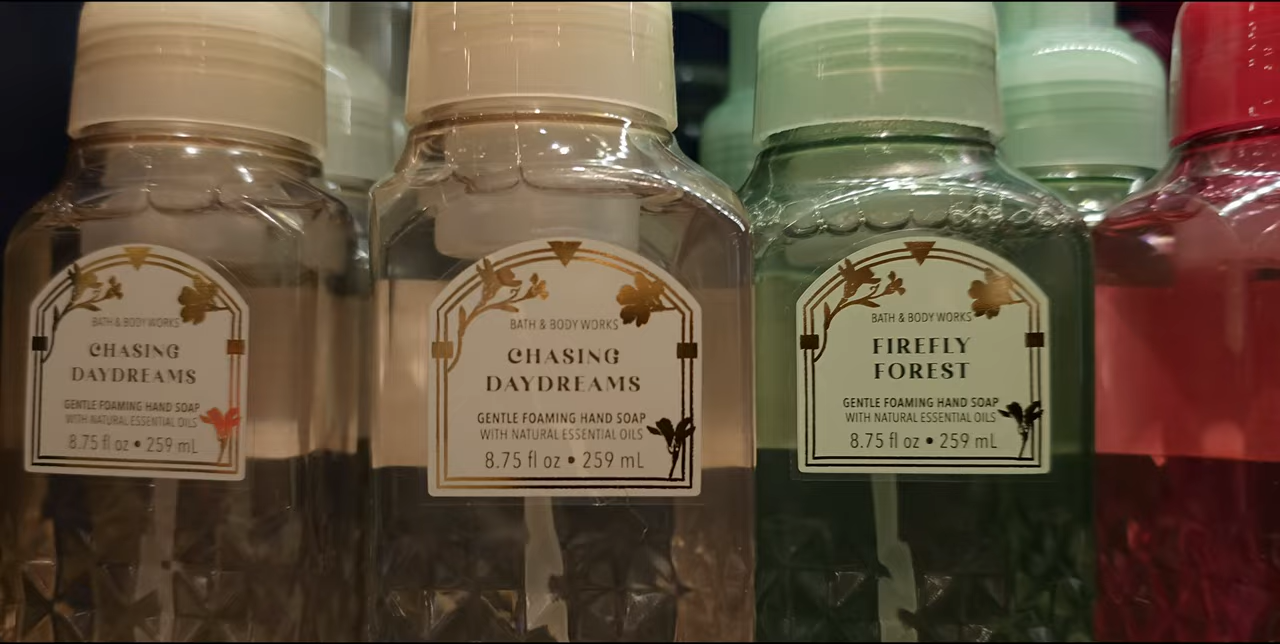 BATH & BODY WORKS
CHASING
DAYDREAMS
GENTLE FOAMING HAND SOAP
WITH NATURAL ESSENTIAL OILS
8.75 fl oz • 259 mL
BATH & BODY WORKS
CHASING
DAYDREAMS
GENTLE FOAMING HAND SOAP
WITH NATURAL ESSENTIAL OILS
8.75 fl oz • 259 mL
BATH & BODY WORKS
FIREFLY
FOREST
GENTLE FOAMING HAND SOAP
WITH NATURAL ESSENTIAL OILS
8.75 fl oz • 259 mL